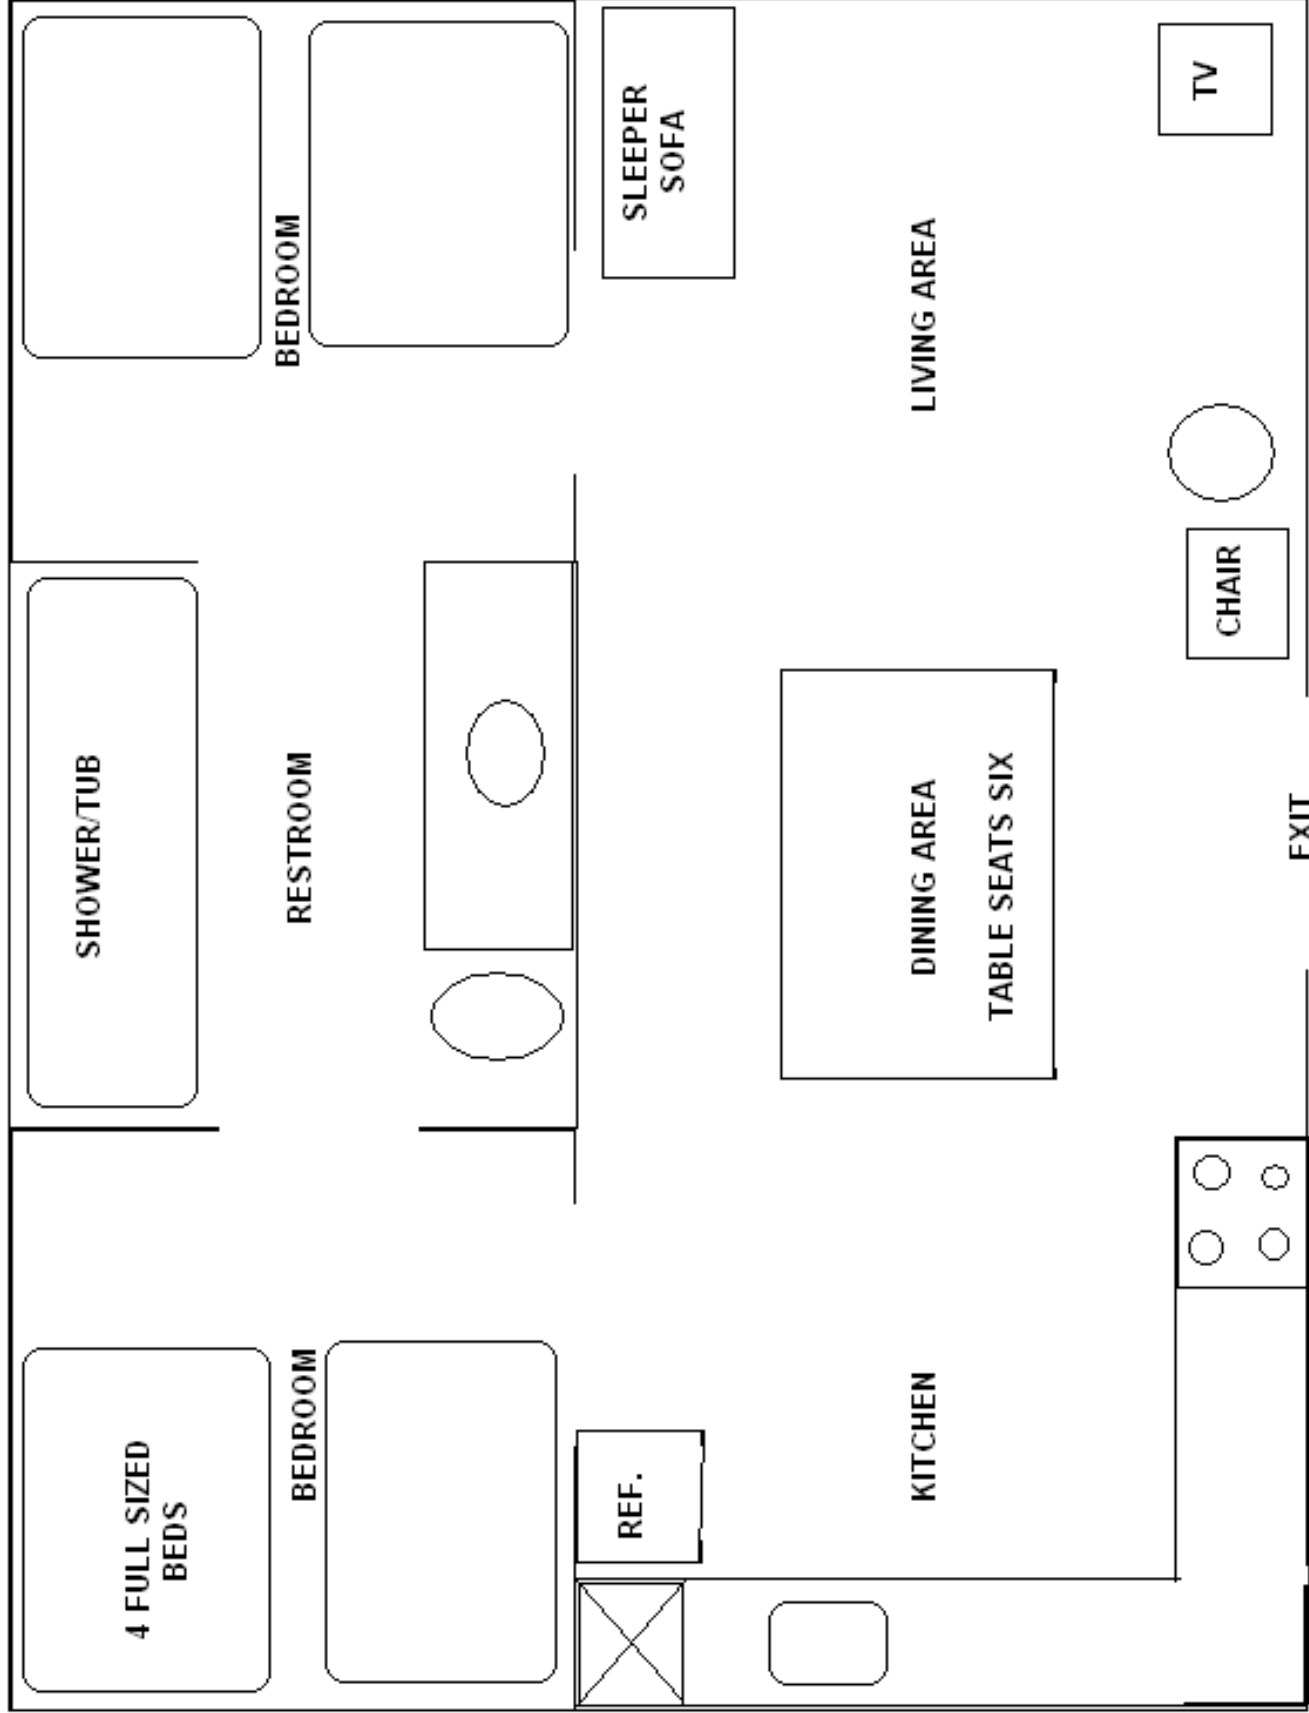 4 FULL SIZED
BEDS
BEDROOM
SHOWER/TUB
RESTROOM
BEDROOM
REF.
SLEEPER
SOFA
KITCHEN
DINING AREA
TABLE SEATS SIX
LIVING AREA
EXIT
CHAIR
TV